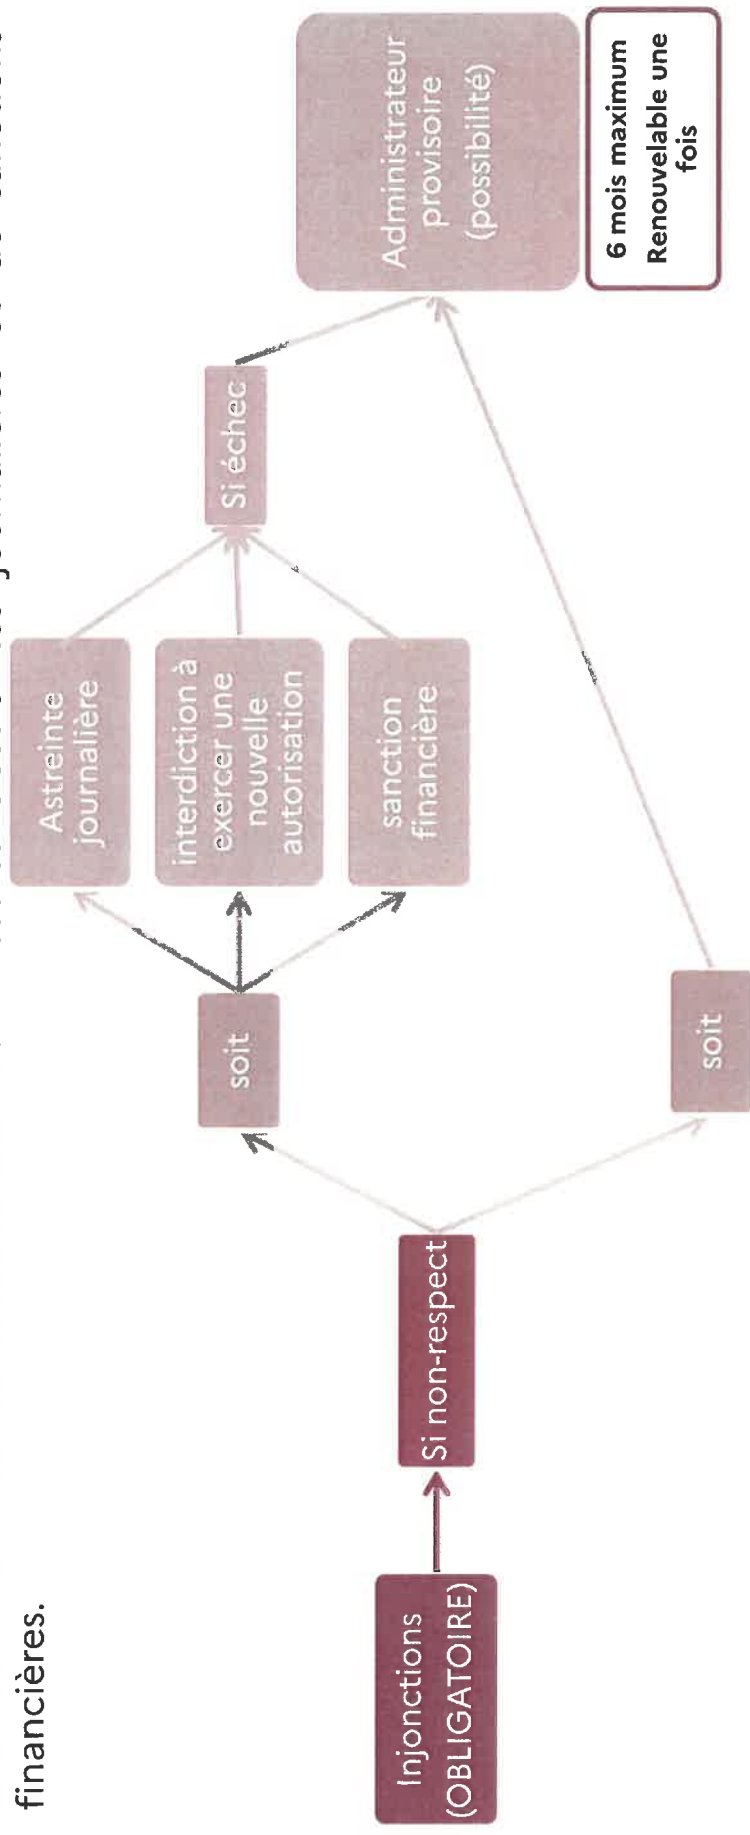 financières.
Injonctions
(OBLIGATOIRE)
Si non-respect
soit
Astreinte
journalière
interdiction à
exercer une
nouvelle
autorisation
sanction
financière
Si échec
soit
Administrateur
provisoire
(possibilité)
6 mois maximum
Renouvelable une
fois